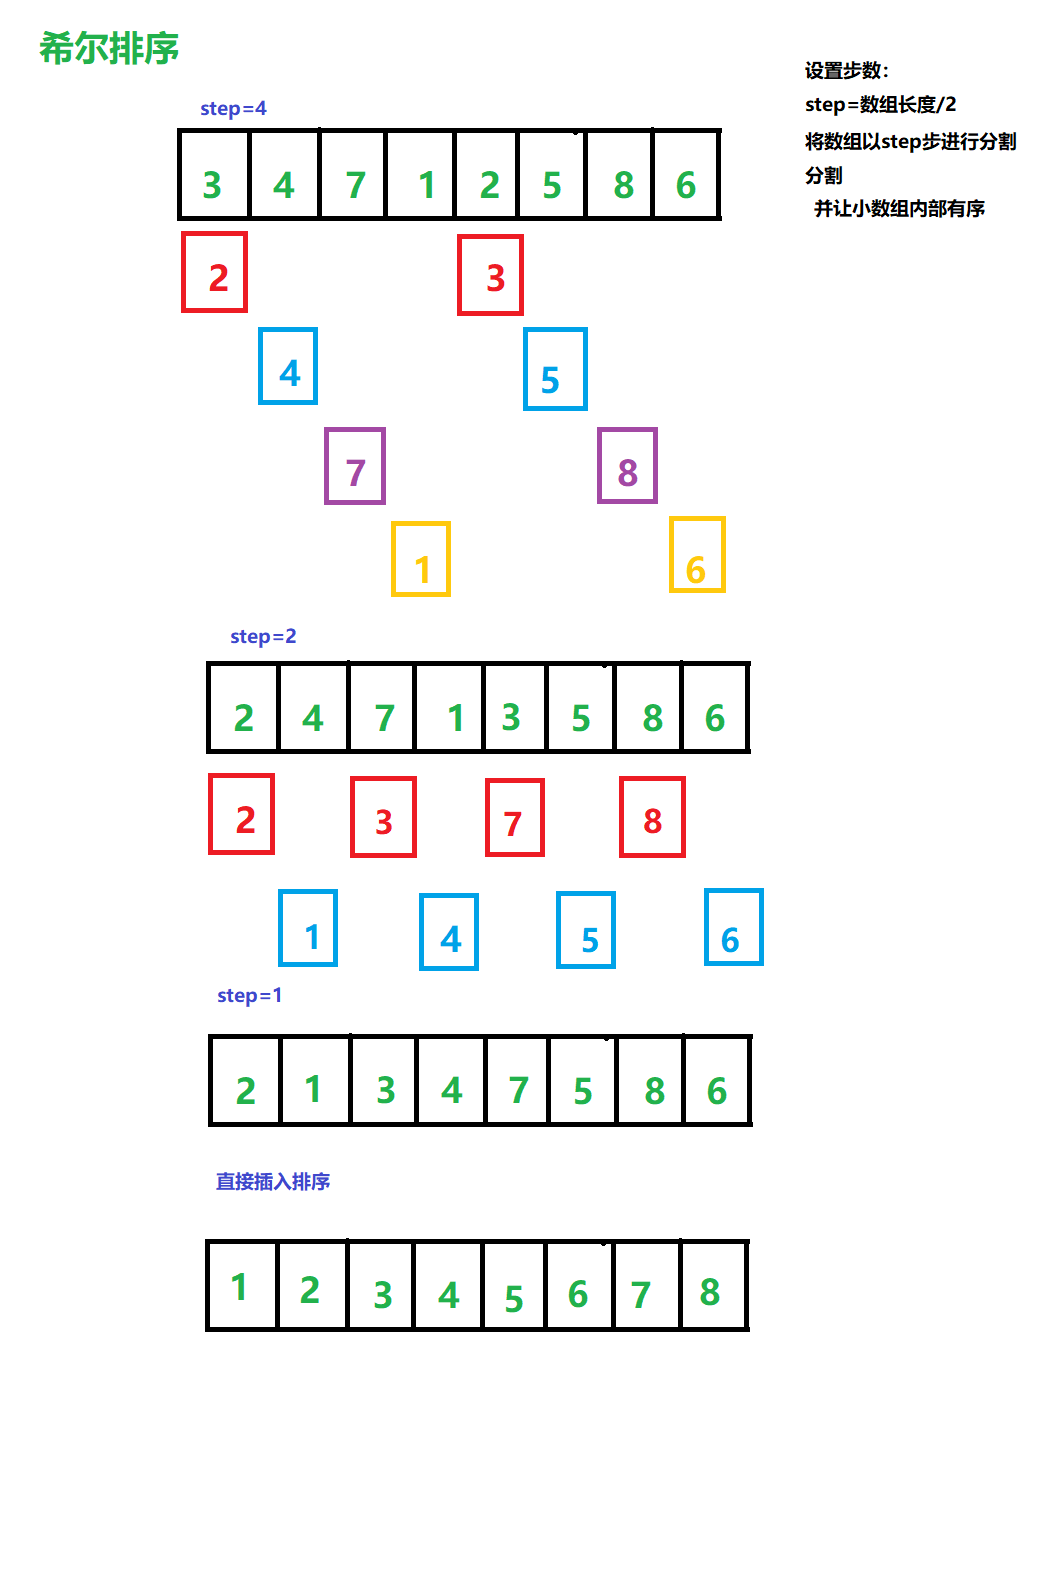 希尔排序
设置步数：
step=数组长度/2
将数组以step步进行分割
分割
并让小数组内部有序
step=4
3 4 7 1 2 5 8 6
2 3
4 5
7 8
1 6
step=2
2 4 7 1 3 5 8 6
2 3 7 8
1 4 5 6
step=1
2 1 3 4 7 5 8 6
直接插入排序
1 2 3 4 5 6 7 8